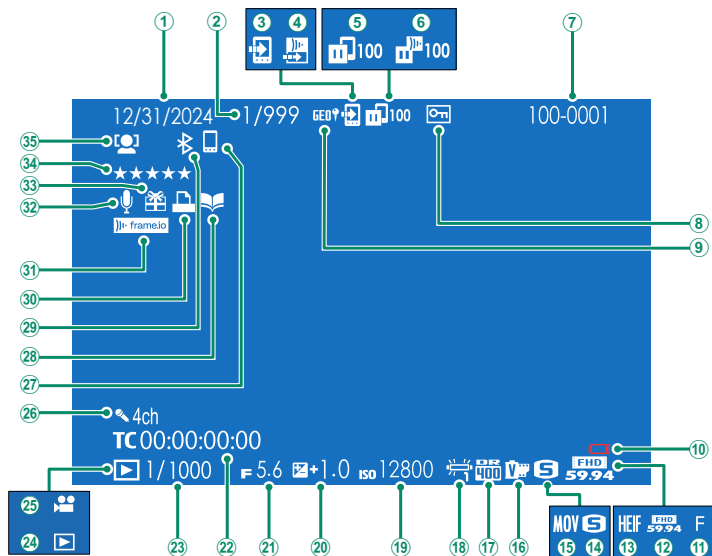 1 2 3 4 5 6 7
100 100
12/31/2024 1/999 GEO 100 100-0001
35
34
33
32
8
9
frame.io
31
30
29
28
27
26 4ch
TC 00:00:00:00
10
1/1000 F 5.6 +1.0 ISO 12800 DR 400 V S FHD 59.94
25
24
23 22 21 20 19 18 17 16
MOV S HEIF FHD 59.94 F
15 14 13 12 11